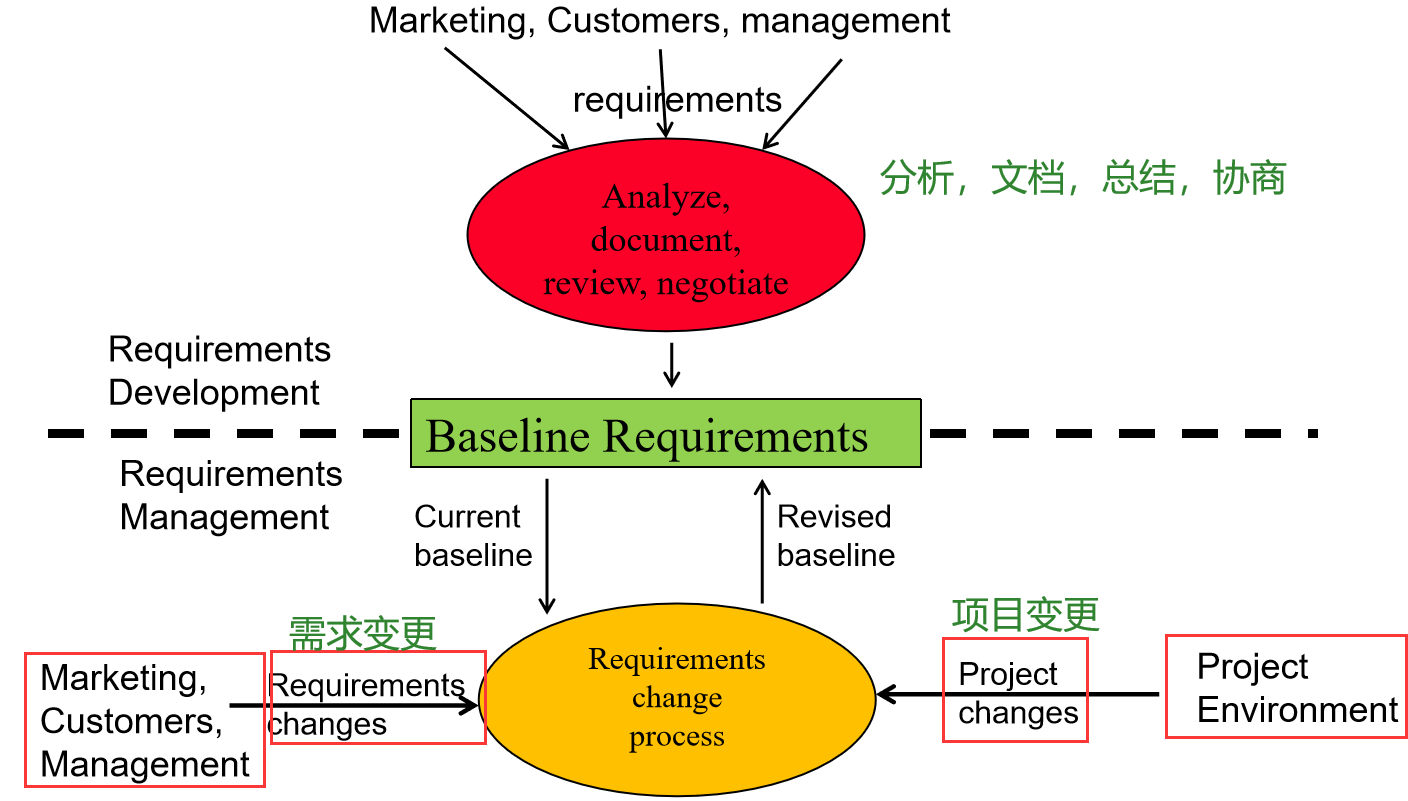 Marketing, Customers, management
requirements
Analyze,
document,
review, negotiate
分析，文档，总结，协商
Requirements
Development
Baseline Requirements
Requirements
Management
Current
baseline
Revised
baseline
需求变更
项目变更
Marketing,
Customers,
Management
Requirements
changes
Requirements
change
process
Project
changes
Project
Environment